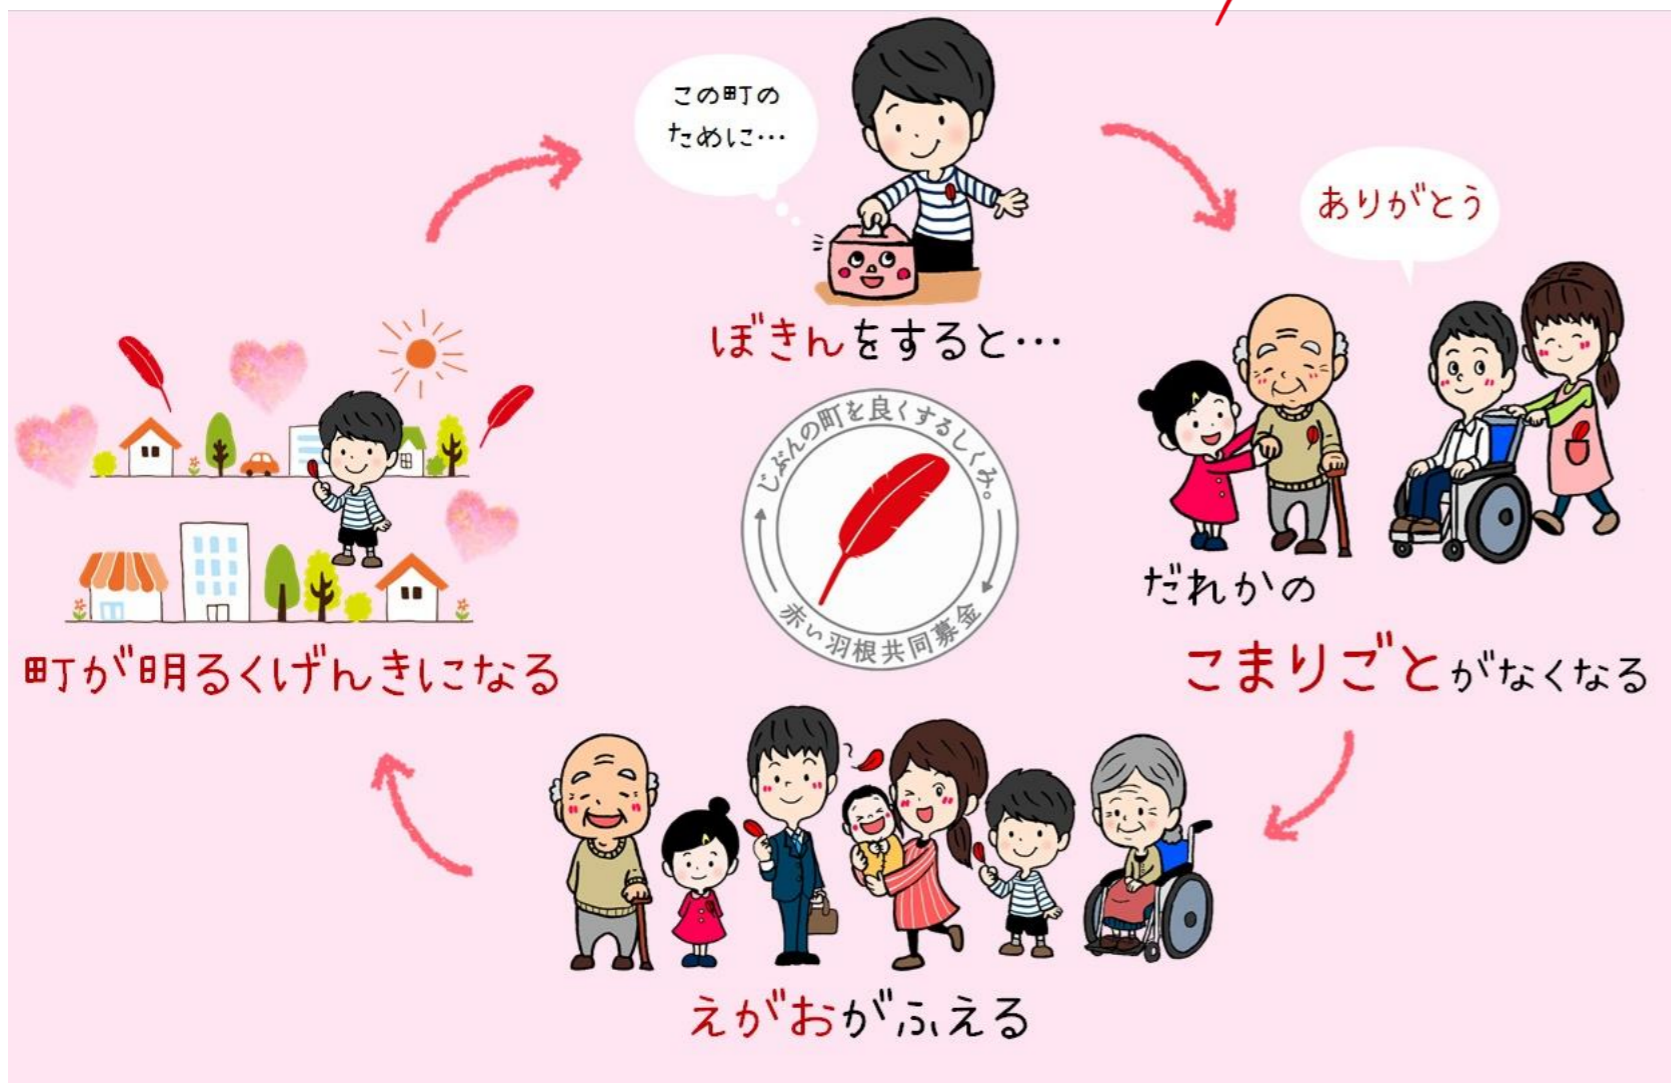 この町の
ために…
ぼきんをすると…
ありがとう
だれかの
こまりごとがなくなる
えがおがふえる
町が明るくげんきになる
じぶんの町を良くするしくみ。
赤い羽根共同募金